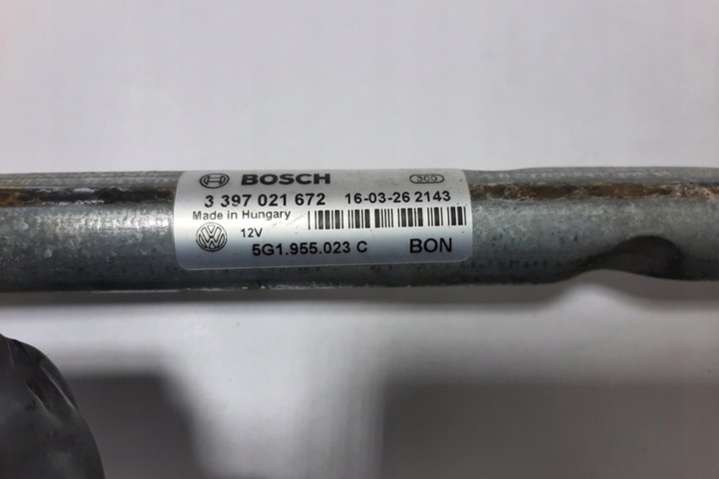 BOSCH
3 397 021 672 16-03-26 2143
Made in Hungary
12V
5G1.955.023 C BON